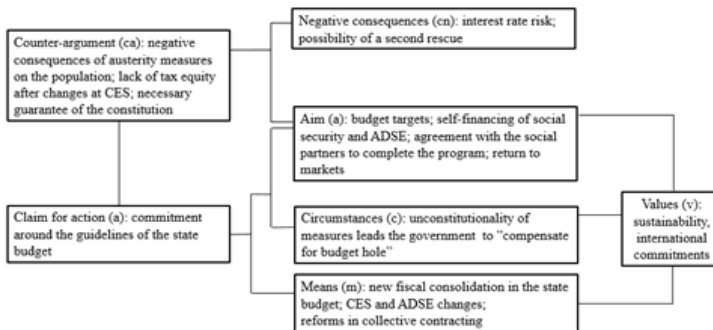 Negative consequences (cn): interest rate risk;
possibility of a second rescue
Counter-argument (ca): negative
consequences of austerity measures
on the population; lack of tax equity
after changes at CES; necessary
guarantee of the constitution
Aim (a): budget targets; self-financing of social
security and ADSE; agreement with the social
partners to complete the program; return to
markets
Values (v):
sustainability,
international
commitments
Claim for action (a): commitment
around the guidelines of the state
budget
Circumstances (c): unconstitutionality of
measures leads the government to "compensate
for budget hole"
Means (m): new fiscal consolidation in the state
budget; CES and ADSE changes;
reforms in collective contracting